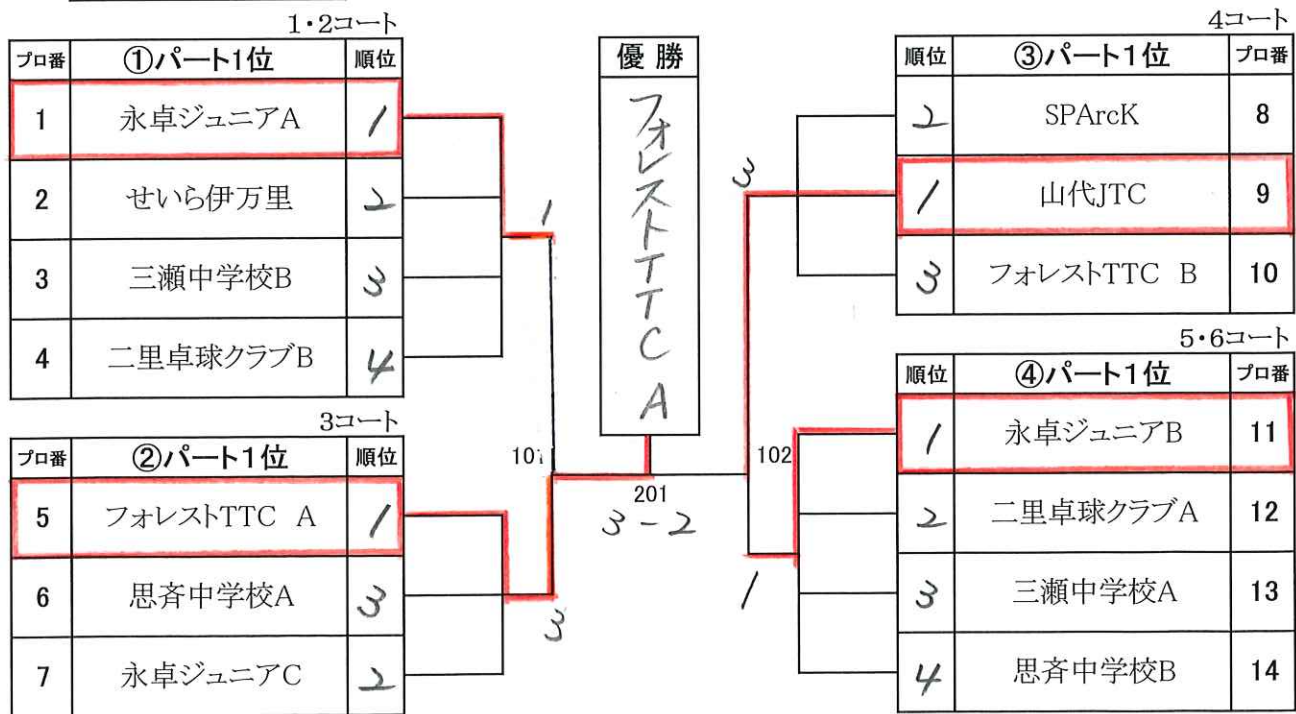 1・2コート
プロ番 ①パート1位 順位
1 永卓ジュニアA 1
2 せいら伊万里 2
3 三瀬中学校B 3
4 二里卓球クラブB 4
3コート
プロ番 ②パート1位 順位
5 フォレストTTC A 1
6 思斉中学校A 3
7 永卓ジュニアC 2
1
101
3
優勝
フォレストTTC A
201
3-2
3
102
1
4コート
順位 ③パート1位 プロ番
2 SPArcK 8
1 山代JTC 9
3 フォレストTTC B 10
5・6コート
順位 ④パート1位 プロ番
1 永卓ジュニアB 11
2 二里卓球クラブA 12
3 三瀬中学校A 13
4 思斉中学校B 14